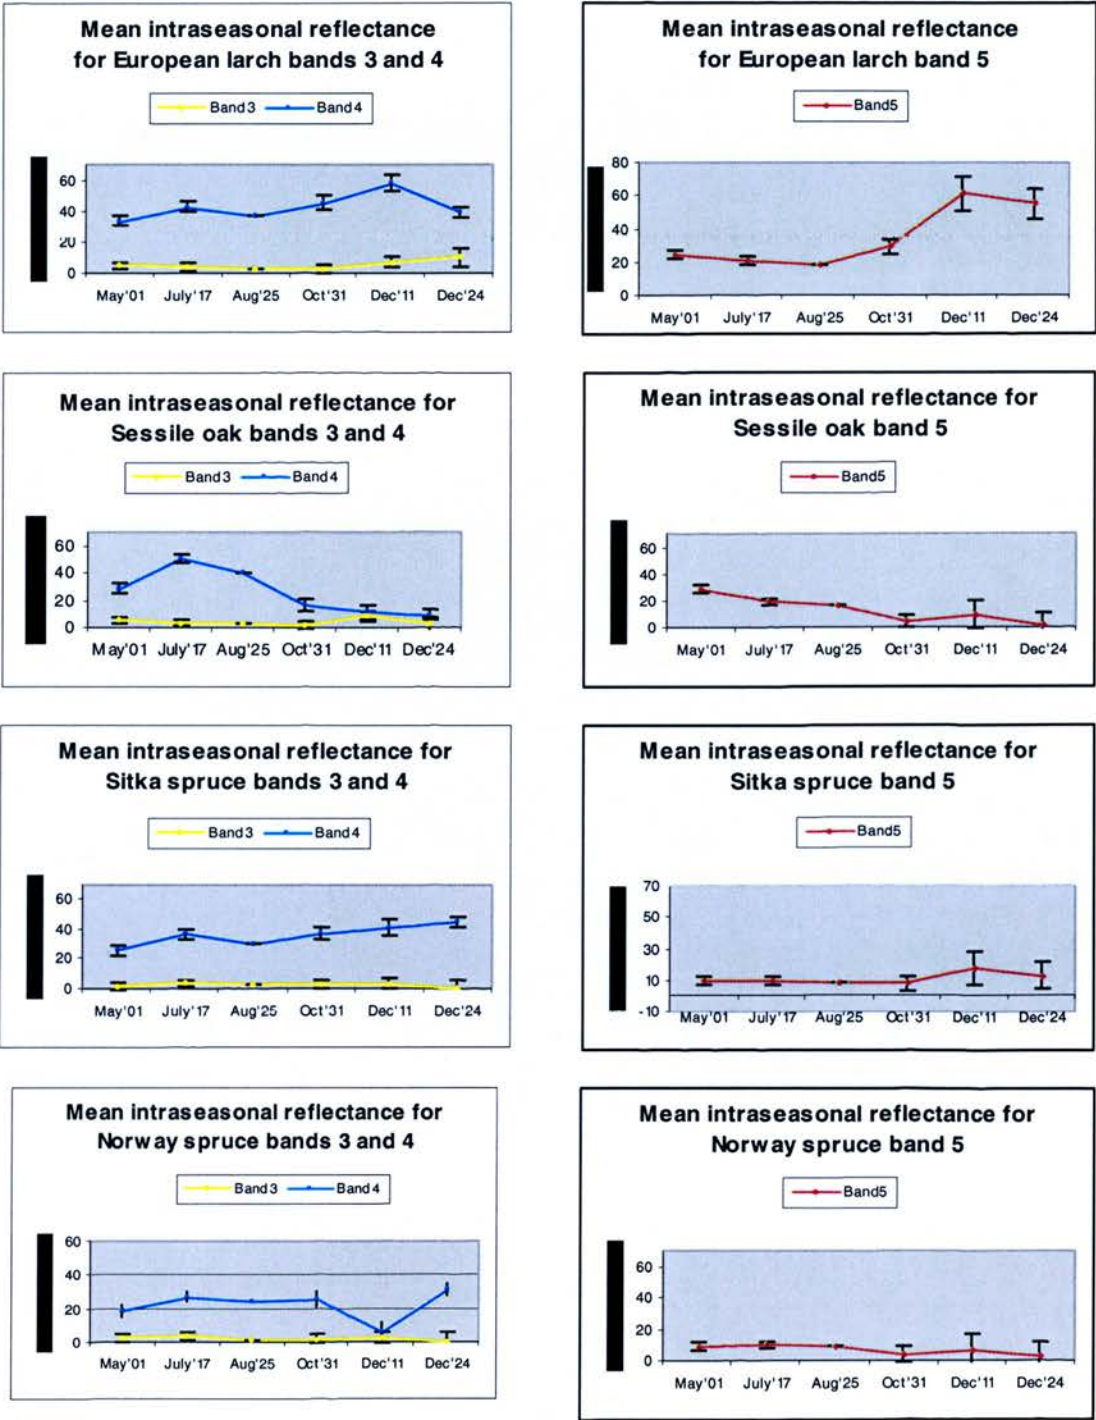 Mean intraseasonal reflectance
for European larch bands 3 and 4
Band3 Band4
60
40
20
0
May'01 July'17 Aug'25 Oct'31 Dec'11 Dec'24
Mean intraseasonal reflectance
for European larch band 5
Band5
80
60
40
20
0
May'01 July'17 Aug'25 Oct'31 Dec'11 Dec'24
Mean intraseasonal reflectance for
Sessile oak bands 3 and 4
Band3 Band4
60
40
20
0
May'01 July'17 Aug'25 Oct'31 Dec'11 Dec'24
Mean intraseasonal reflectance for
Sessile oak band 5
Band5
60
40
20
0
May'01 July'17 Aug'25 Oct'31 Dec'11 Dec'24
Mean intraseasonal reflectance for
Sitka spruce bands 3 and 4
Band3 Band4
60
40
20
0
May'01 July'17 Aug'25 Oct'31 Dec'11 Dec'24
Mean intraseasonal reflectance for
Sitka spruce band 5
Band5
70
50
30
10
-10
May'01 July'17 Aug'25 Oct'31 Dec'11 Dec'24
Mean intraseasonal reflectance for
Norway spruce bands 3 and 4
Band3 Band4
60
40
20
0
May'01 July'17 Aug'25 Oct'31 Dec'11 Dec'24
Mean intraseasonal reflectance for
Norway spruce band 5
Band5
60
40
20
0
May'01 July'17 Aug'25 Oct'31 Dec'11 Dec'24